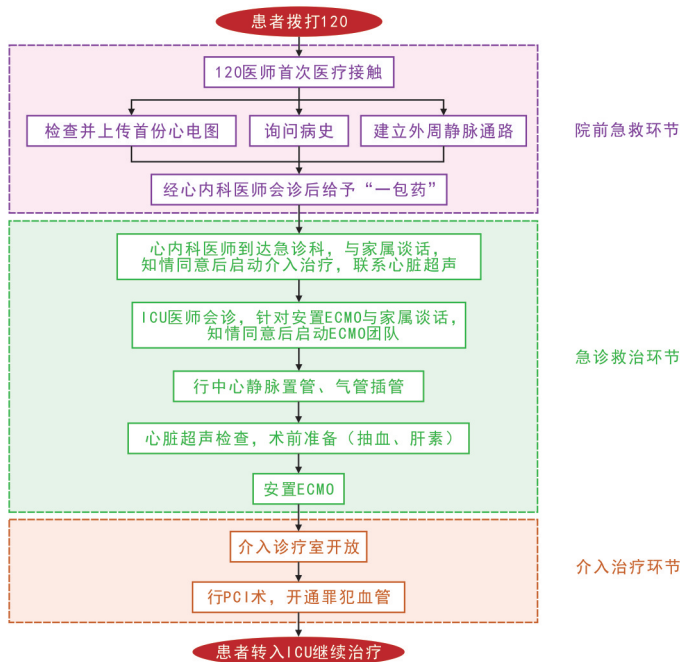 患者拨打120
120医师首次医疗接触
检查并上传首份心电图
询问病史
建立外周静脉通路
经心内科医师会诊后给予“一包药”
院前急救环节
心内科医师到达急诊科，与家属谈话，
知情同意后启动介入治疗，联系心脏超声
ICU医师会诊，针对安置ECMO与家属谈话，
知情同意后启动ECMO团队
行中心静脉置管、气管插管
心脏超声检查，术前准备（抽血、肝素）
安置ECMO
急诊救治环节
介入诊疗室开放
行PCI术，开通罪犯血管
介入治疗环节
患者转入ICU继续治疗